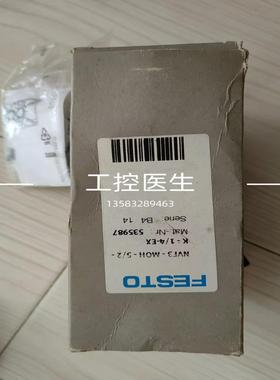 工控医生
13583289463
FESTO
NVF3 - MOH - 5/2 -
K - 1/4-EX
Mat.-Nr. 535987
Serie B4 14